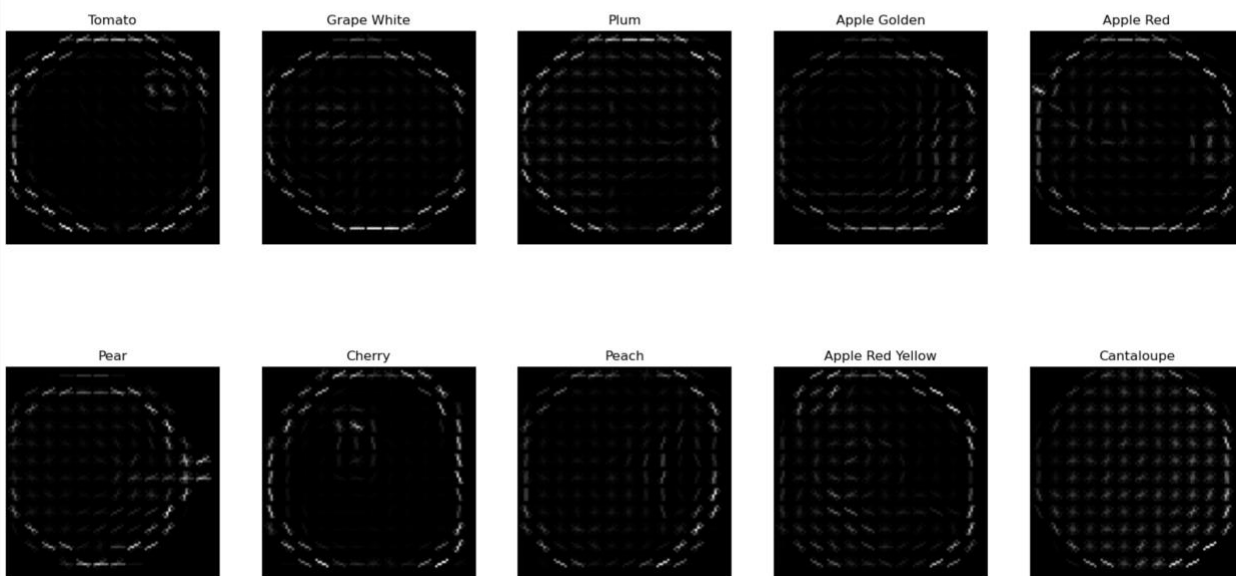 Tomato
Grape White
Plum
Apple Golden
Apple Red
Pear
Cherry
Peach
Apple Red Yellow
Cantaloupe